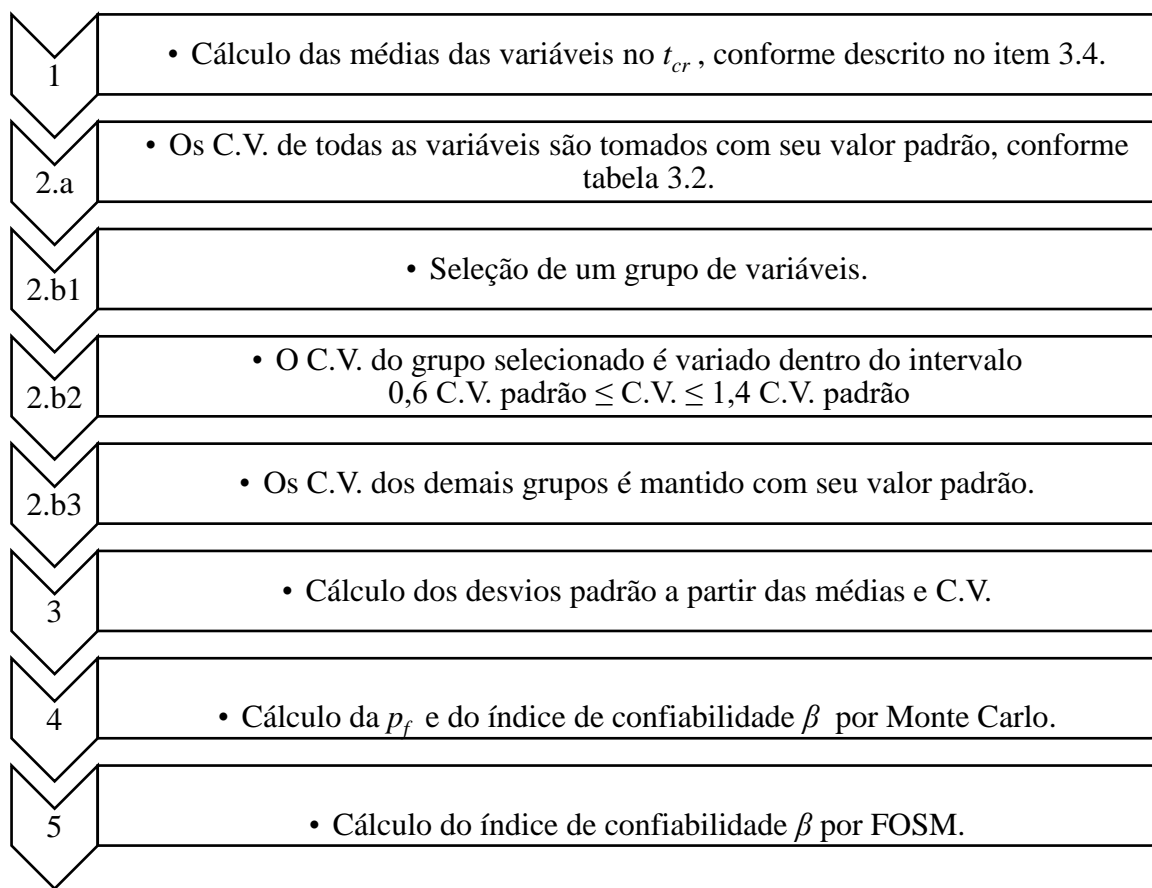 1
• Cálculo das médias das variáveis no t_cr , conforme descrito no item 3.4.
2.a
• Os C.V. de todas as variáveis são tomados com seu valor padrão, conforme
tabela 3.2.
2.b1
• Seleção de um grupo de variáveis.
2.b2
• O C.V. do grupo selecionado é variado dentro do intervalo
0,6 C.V. padrão ≤ C.V. ≤ 1,4 C.V. padrão
2.b3
• Os C.V. dos demais grupos é mantido com seu valor padrão.
3
• Cálculo dos desvios padrão a partir das médias e C.V.
4
• Cálculo da p_f e do índice de confiabilidade β por Monte Carlo.
5
• Cálculo do índice de confiabilidade β por FOSM.